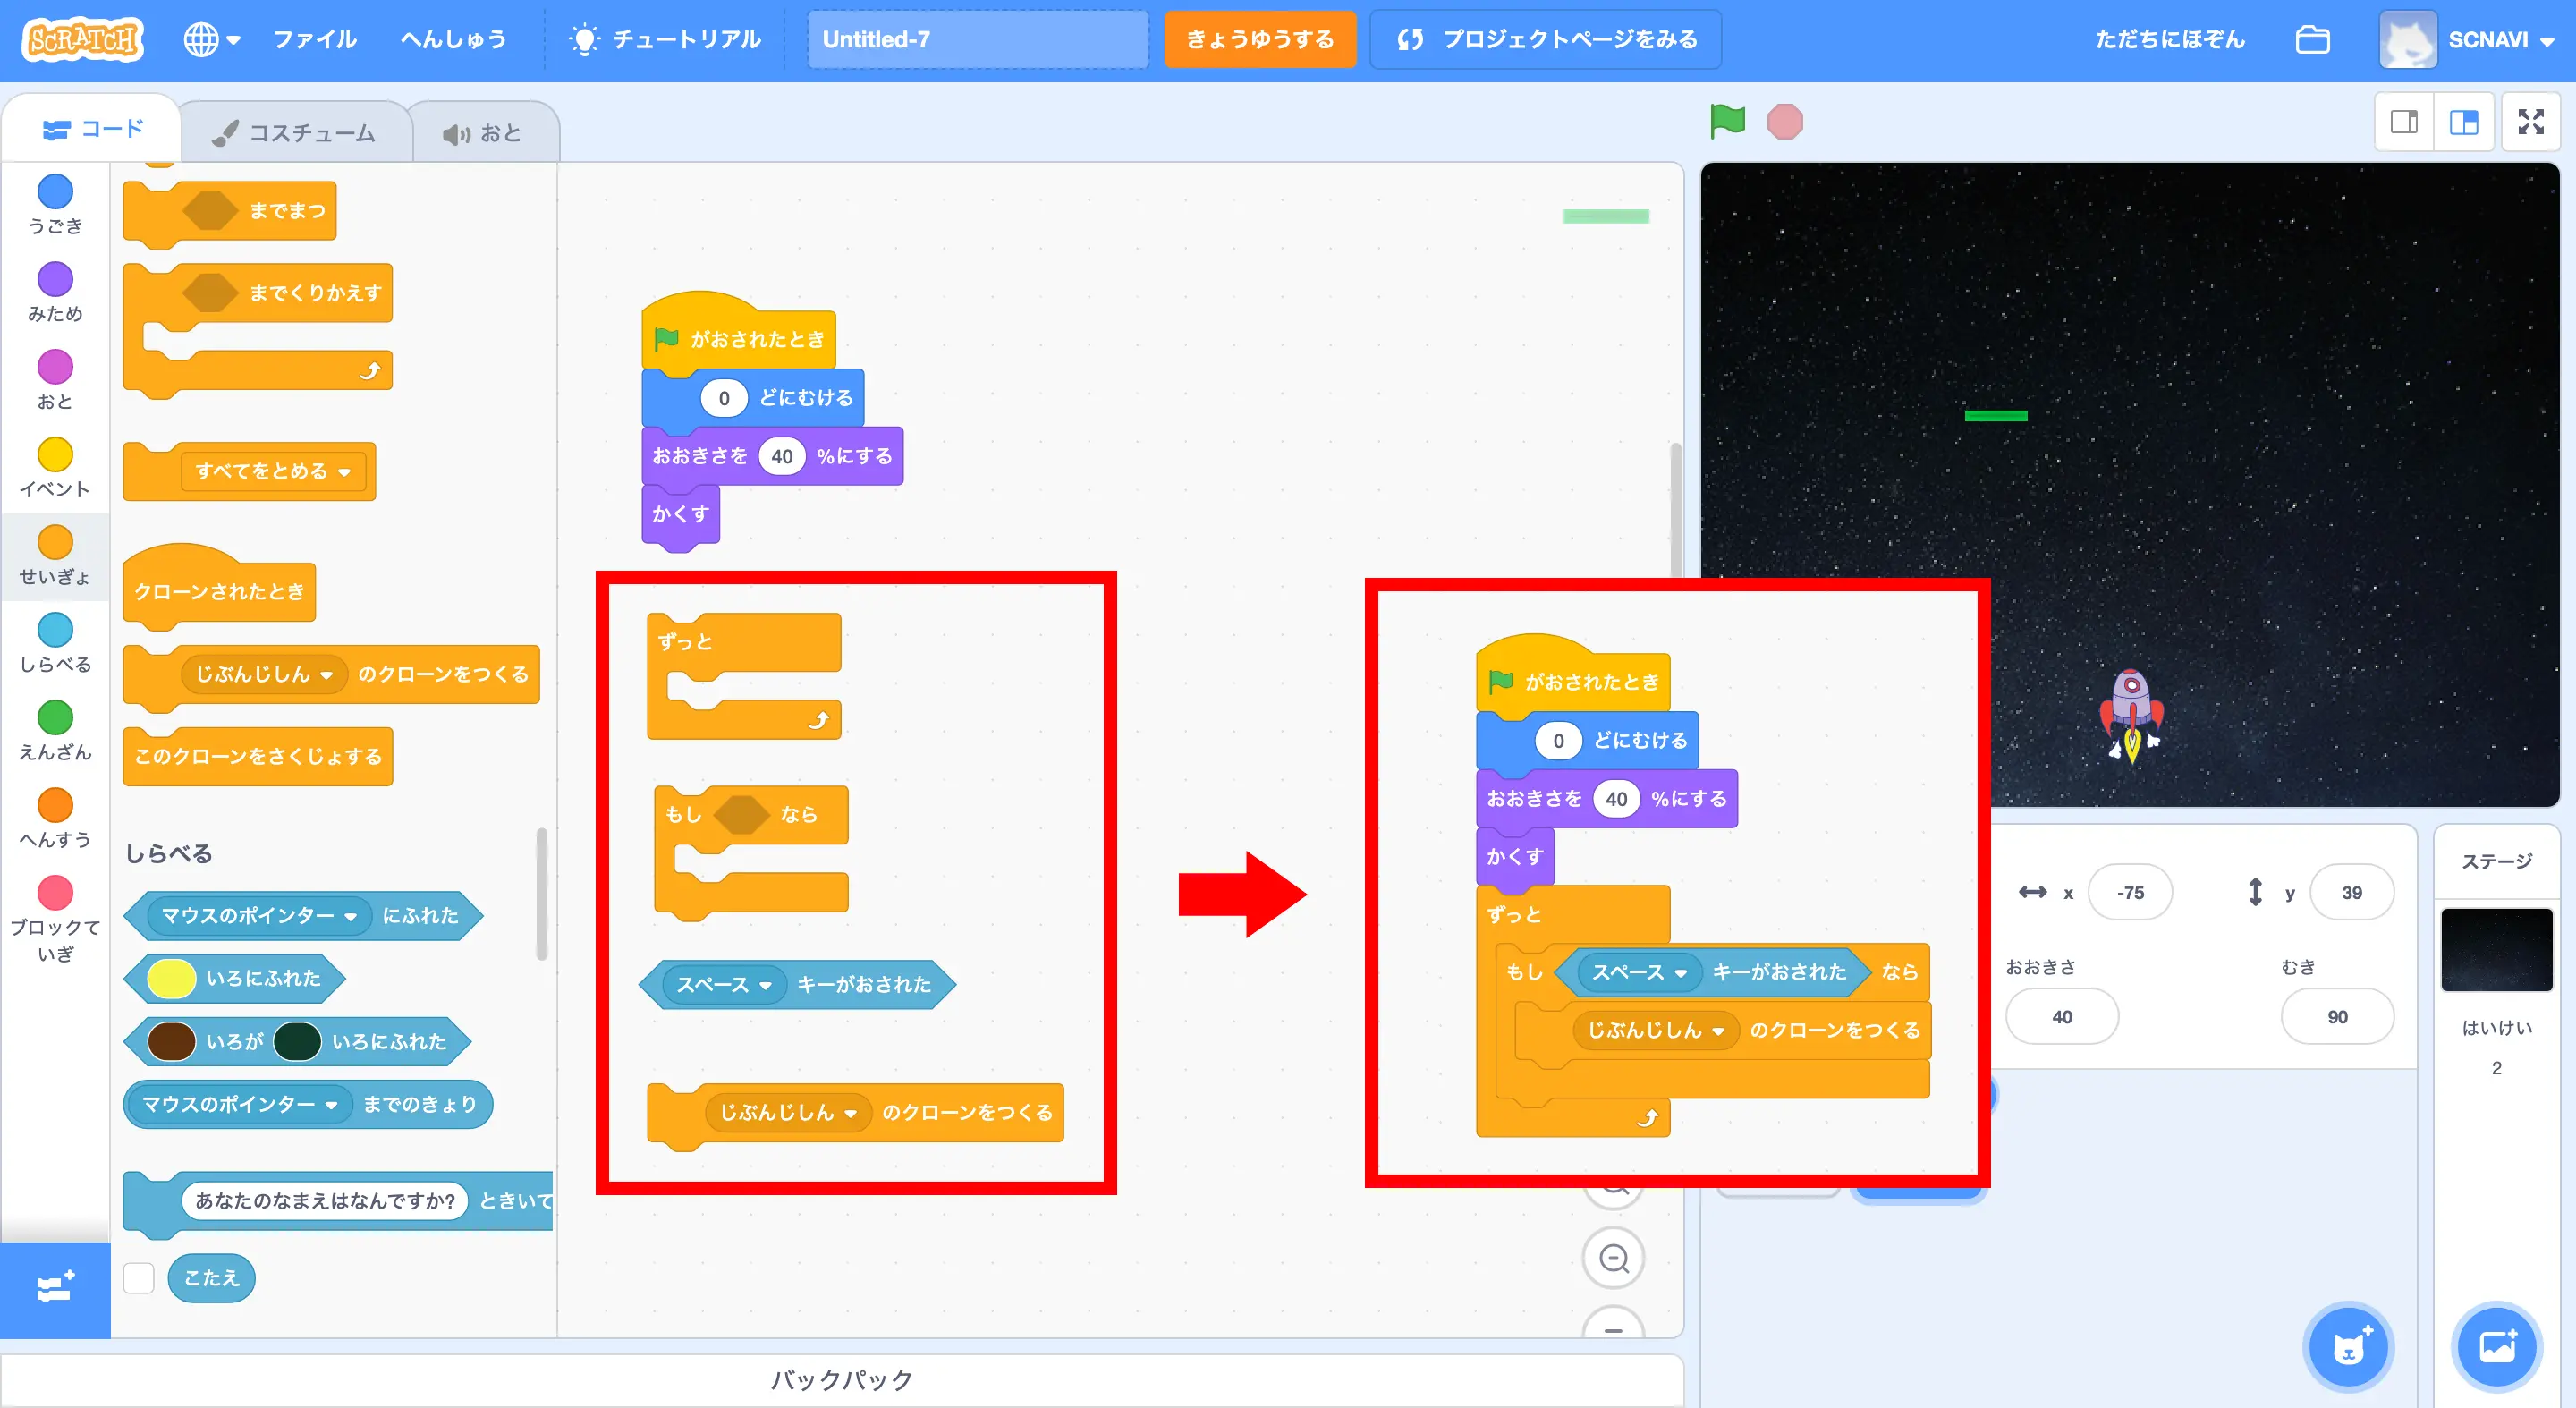 SCRATCH
ファイル
へんしゅう
チュートリアル
Untitled-7
きょうゆうする
プロジェクトページをみる
ただちにほぞん
SCNAVI
コード
コスチューム
おと
うごき
みため
おと
イベント
せいぎょ
しらべる
えんざん
へんすう
ブロックて
いぎ
までまつ
までくりかえす
すべてをとめる
クローンされたとき
じぶんじしん のクローンをつくる
このクローンをさくじょする
しらべる
マウスのポインター にふれた
いろにふれた
いろが いろにふれた
マウスのポインター までのきょり
あなたのなまえはなんですか? ときいて
こたえ
がおされたとき
0 どにむける
おおきさを 40 %にする
かくす
ずっと
もし なら
スペース キーがおされた
じぶんじしん のクローンをつくる
がおされたとき
0 どにむける
おおきさを 40 %にする
かくす
ずっと
もし スペース キーがおされた なら
じぶんじしん のクローンをつくる
x -75 y 39
おおきさ むき
40 90
ステージ
はいけい
2
バックパック